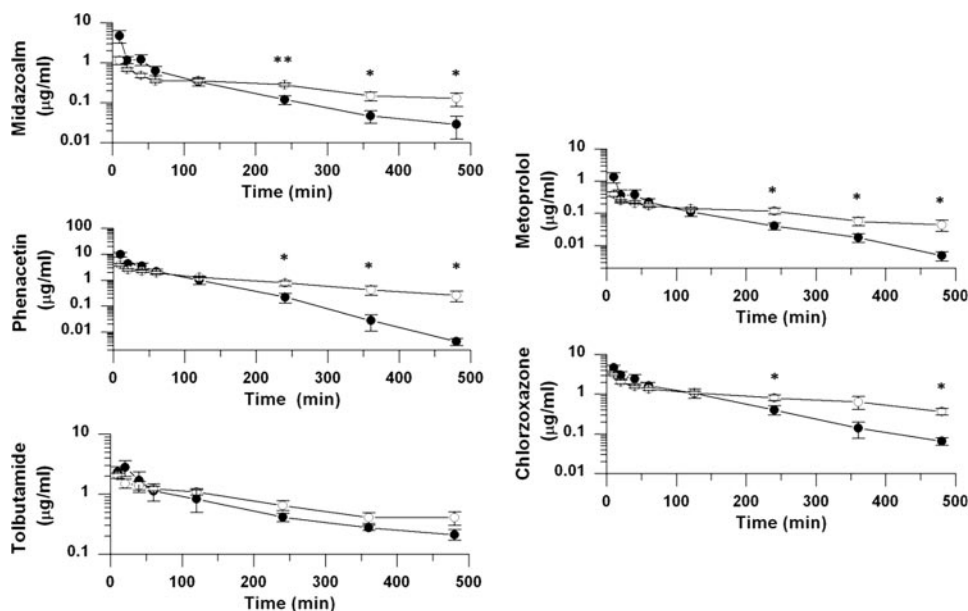 Midazoalm
(μg/ml)
10
1
0.1
0.01
** * *
0 100 200 300 400 500
Time (min)
Phenacetin
(μg/ml)
100
10
1
0.1
0.01
* * *
0 100 200 300 400 500
Time (min)
Tolbutamide
(μg/ml)
10
1
0.1
0 100 200 300 400 500
Time (min)
Metoprolol
(μg/ml)
10
1
0.1
0.01
* * *
0 100 200 300 400 500
Time (min)
Chlorzoxazone
(μg/ml)
10
1
0.1
0.01
* *
0 100 200 300 400 500
Time (min)